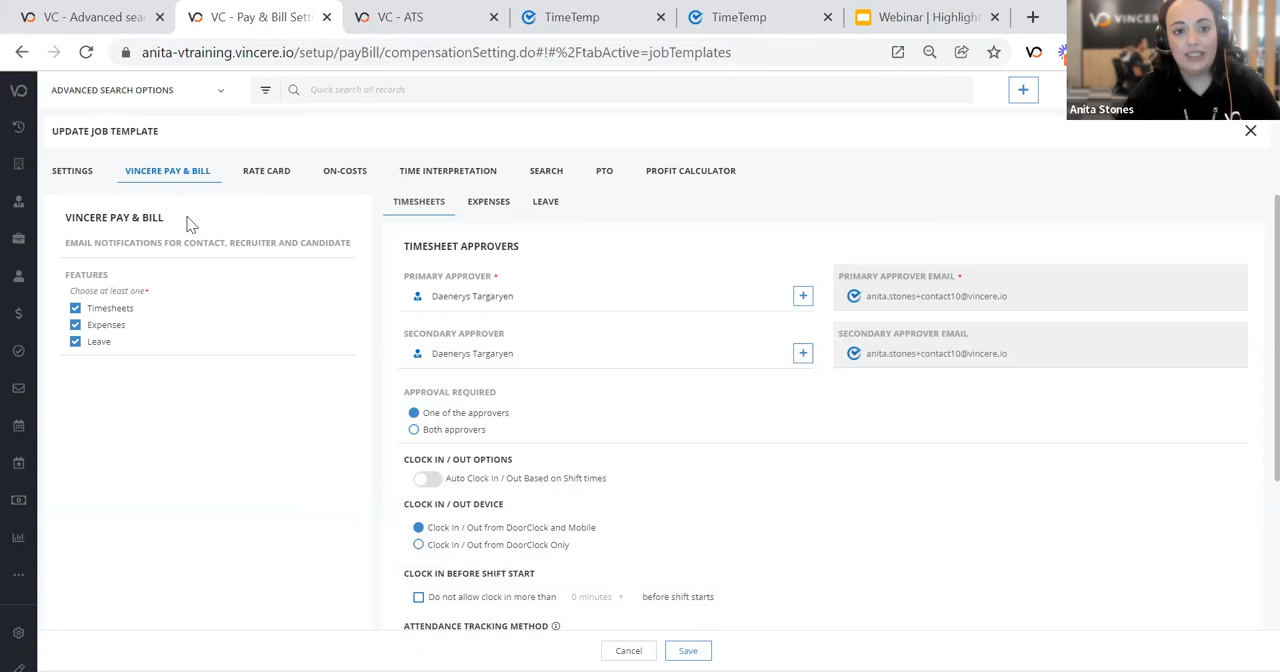 VC - Advanced sea
VC - Pay & Bill Sett
VC - ATS
TimeTemp
TimeTemp
Webinar | Highlight
anita-vtraining.vincere.io/setup/payBill/compensationSetting.do#!#%2FtabActive=jobTemplates
VINCERE
Anita Stones
ADVANCED SEARCH OPTIONS
Quick search all records
UPDATE JOB TEMPLATE
SETTINGS VINCERE PAY & BILL RATE CARD ON-COSTS TIME INTERPRETATION SEARCH PTO PROFIT CALCULATOR
VINCERE PAY & BILL
EMAIL NOTIFICATIONS FOR CONTACT, RECRUITER AND CANDIDATE
FEATURES
Choose at least one*
Timesheets
Expenses
Leave
TIMESHEETS EXPENSES LEAVE
TIMESHEET APPROVERS
PRIMARY APPROVER *
Daenerys Targaryen
PRIMARY APPROVER EMAIL *
anita.stones+contact10@vincere.io
SECONDARY APPROVER
Daenerys Targaryen
SECONDARY APPROVER EMAIL
anita.stones+contact10@vincere.io
APPROVAL REQUIRED
One of the approvers
Both approvers
CLOCK IN / OUT OPTIONS
Auto Clock In / Out Based on Shift times
CLOCK IN / OUT DEVICE
Clock In / Out from DoorClock and Mobile
Clock In / Out from DoorClock Only
CLOCK IN BEFORE SHIFT START
Do not allow clock in more than 0 minutes before shift starts
ATTENDANCE TRACKING METHOD
Cancel Save